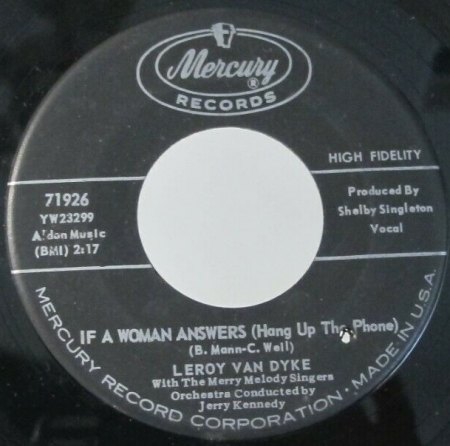 Mercury
®
RECORDS
HIGH FIDELITY
71926
YW23299
Aldon Music
(BMI) 2:17
Produced By
Shelby Singleton
Vocal
IF A WOMAN ANSWERS (Hang Up The Phone)
(B. Mann-C. Weil)
LEROY VAN DYKE
With The Merry Melody Singers
Orchestra Conducted by
Jerry Kennedy
MERCURY RECORD CORPORATION • MADE IN U.S.A.